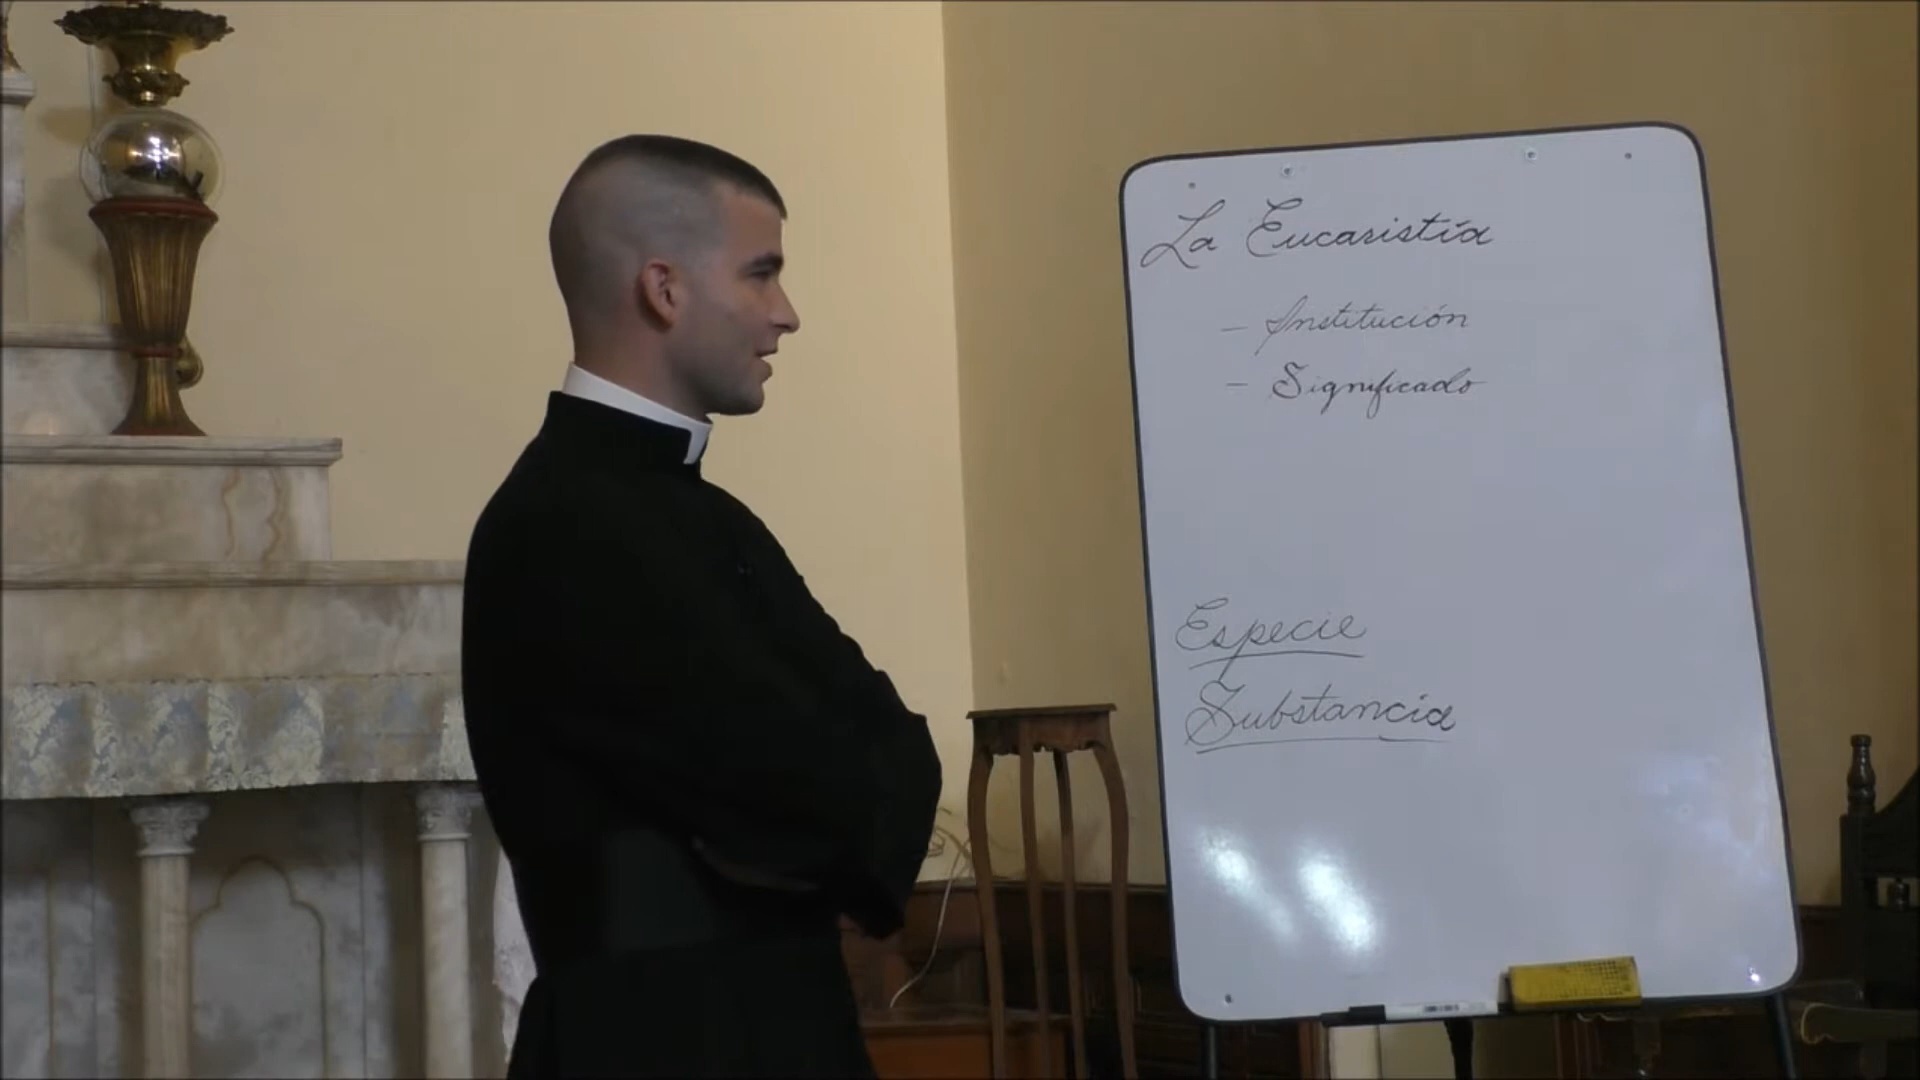 La Eucaristía
- Institución
- Significado
Especie
Substancia